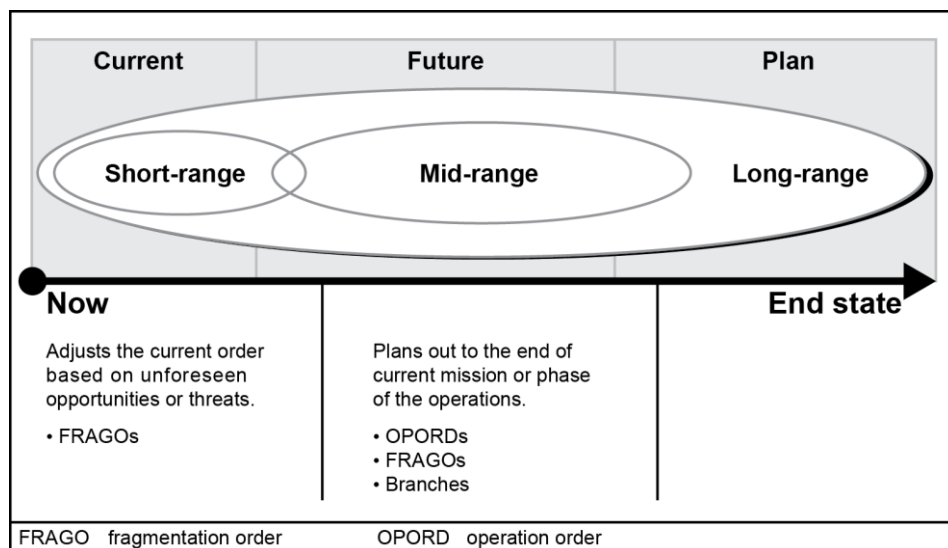 Current Future Plan
Short-range Mid-range Long-range
Now End state
Adjusts the current order
based on unforeseen
opportunities or threats.
• FRAGOs
Plans out to the end of
current mission or phase
of the operations.
• OPORDs
• FRAGOs
• Branches
FRAGO fragmentation order OPORD operation order